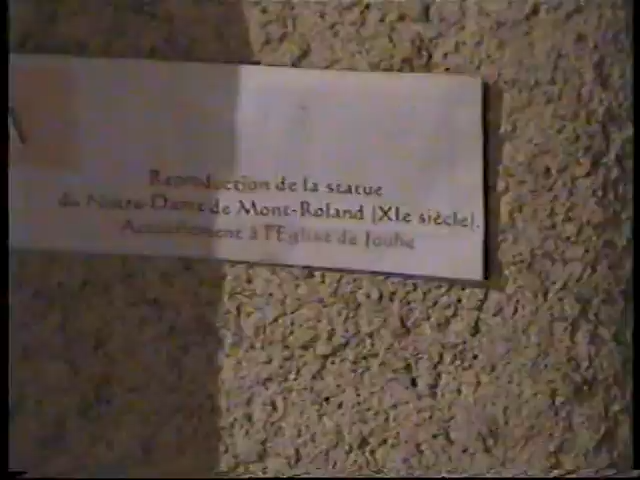 Reproduction de la statue
de Notre-Dame de Mont-Roland (XIe siècle).
Actuellement à l'Eglise de Jouhe